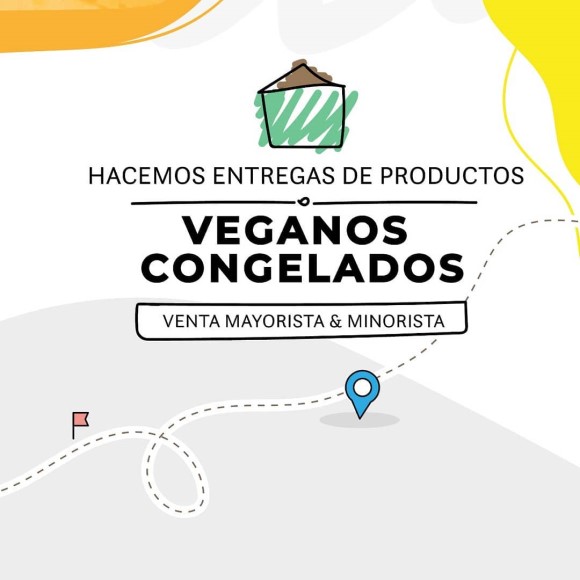 HACEMOS ENTREGAS DE PRODUCTOS
VEGANOS
CONGELADOS
VENTA MAYORISTA & MINORISTA